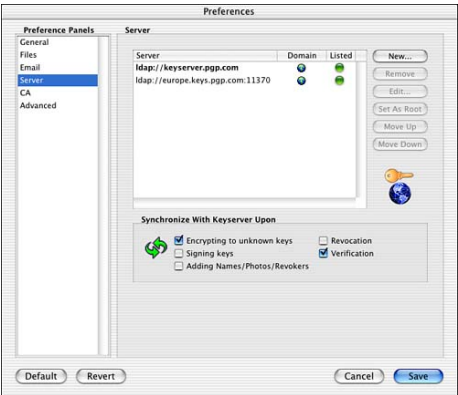 Preferences
Preference Panels
General
Files
Email
Server
CA
Advanced
Server
Server Domain Listed
ldap://keyserver.pgp.com
ldap://europe.keys.pgp.com:11370
New...
Remove
Edit...
Set As Root
Move Up
Move Down
Synchronize With Keyserver Upon
Encrypting to unknown keys Revocation
Signing keys Verification
Adding Names/Photos/Revokers
Default Revert Cancel Save